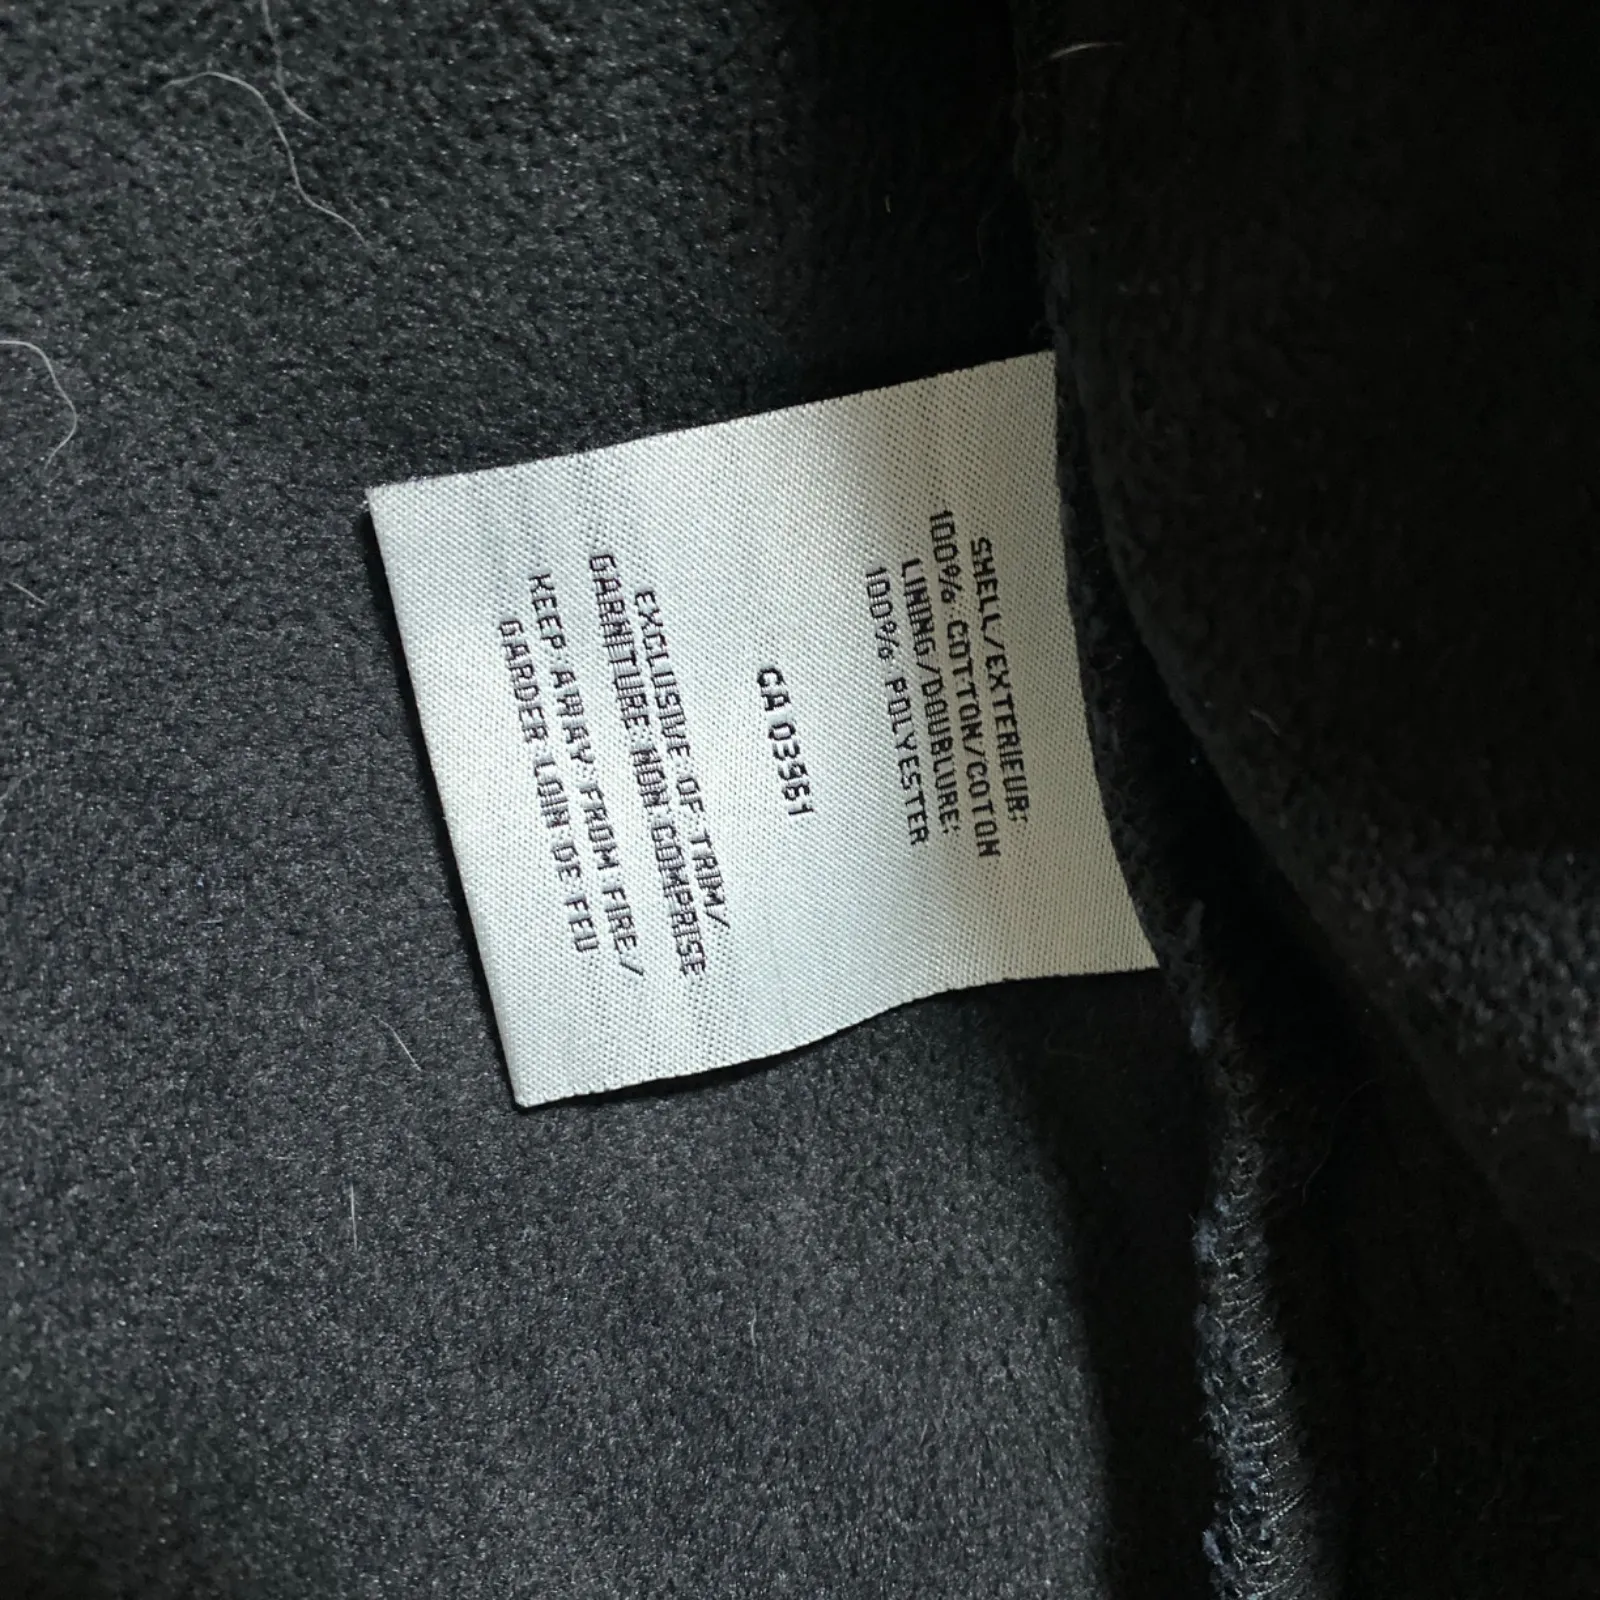 SHELL/EXTERIEUR:
100% COTTON/COTON
LINING/DOUBLURE:
100% POLYESTER
CA 03961
EXCLUSIVE OF TRIM/
GARNITURE NON COMPRISE
KEEP AWAY FROM FIRE/
GARDER LOIN DE FEU